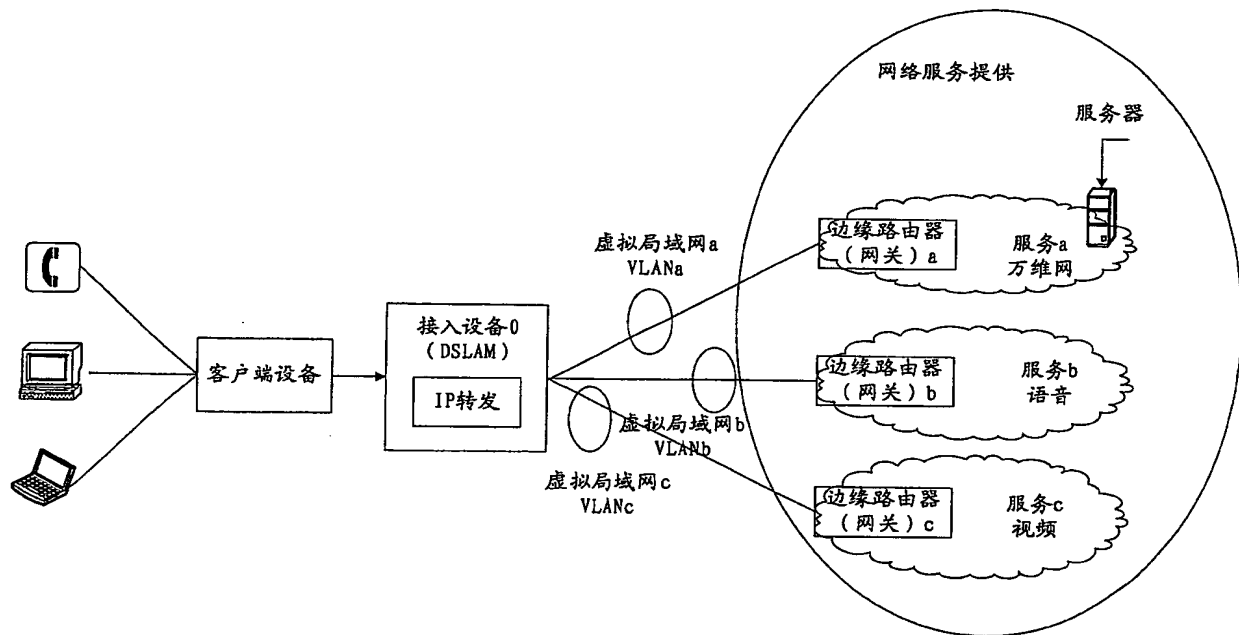 网络服务提供
服务器
边缘路由器
(网关)a
服务a
万维网
虚拟局域网a
VLANa
接入设备0
(DSLAM)
IP转发
客户端设备
边缘路由器
(网关)b
服务b
语音
虚拟局域网b
VLANb
虚拟局域网c
VLANc
边缘路由器
(网关)c
服务c
视频